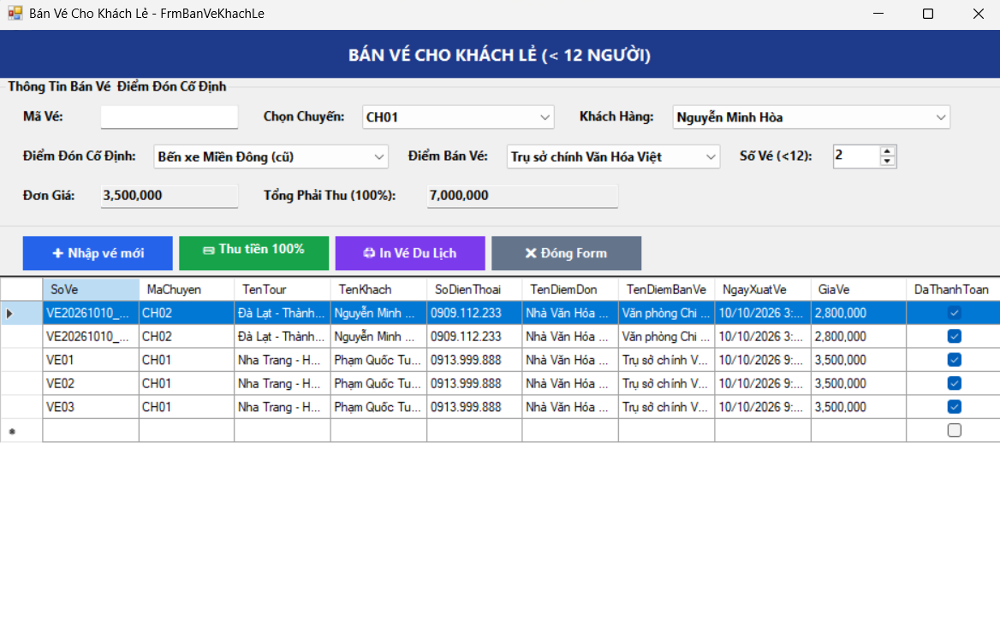 Bán Vé Cho Khách Lẻ - FrmBanVeKhachLe
BÁN VÉ CHO KHÁCH LẺ (< 12 NGƯỜI)
Thông Tin Bán Vé Điểm Đón Cố Định
Mã Vé: Chọn Chuyến: CH01 Khách Hàng: Nguyễn Minh Hòa
Điểm Đón Cố Định: Bến xe Miền Đông (cũ) Điểm Bán Vé: Trụ sở chính Văn Hóa Việt Số Vé (<12): 2
Đơn Giá: 3,500,000 Tổng Phải Thu (100%): 7,000,000
Nhập vé mới Thu tiền 100% In Vé Du Lịch Đóng Form
SoVe MaChuyen TenTour TenKhach SoDienThoai TenDiemDon TenDiemBanVe NgayXuatVe GiaVe DaThanhToan
VE20261010_... CH02 Đà Lạt - Thành... Nguyễn Minh ... 0909.112.233 Nhà Văn Hóa ... Văn phòng Chi ... 10/10/2026 3:... 2,800,000
VE20261010_... CH02 Đà Lạt - Thành... Nguyễn Minh ... 0909.112.233 Nhà Văn Hóa ... Văn phòng Chi ... 10/10/2026 3:... 2,800,000
VE01 CH01 Nha Trang - H... Phạm Quốc Tu... 0913.999.888 Nhà Văn Hóa ... Trụ sở chính V... 10/10/2026 9:... 3,500,000
VE02 CH01 Nha Trang - H... Phạm Quốc Tu... 0913.999.888 Nhà Văn Hóa ... Trụ sở chính V... 10/10/2026 9:... 3,500,000
VE03 CH01 Nha Trang - H... Phạm Quốc Tu... 0913.999.888 Nhà Văn Hóa ... Trụ sở chính V... 10/10/2026 9:... 3,500,000